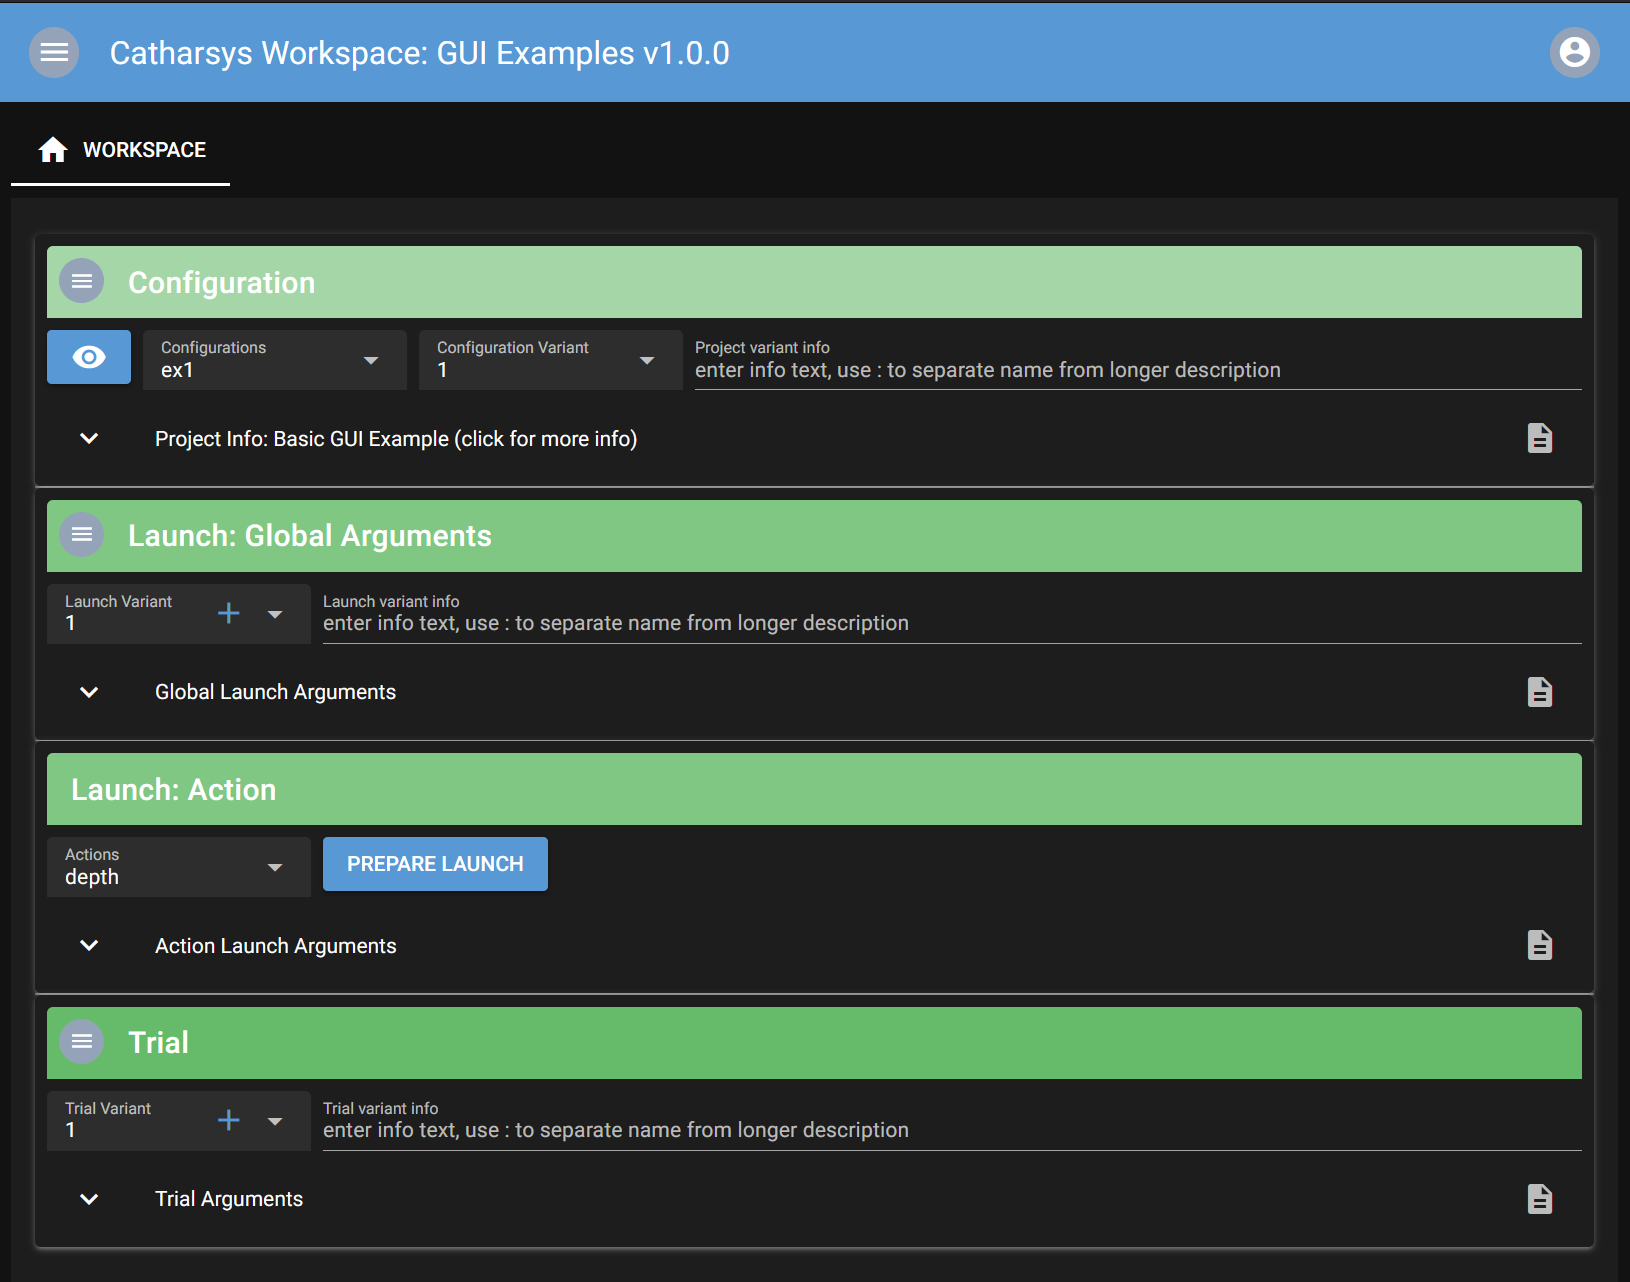 Catharsys Workspace: GUI Examples v1.0.0
WORKSPACE
Configuration
Configurations
ex1
Configuration Variant
1
Project variant info
enter info text, use : to separate name from longer description
Project Info: Basic GUI Example (click for more info)
Launch: Global Arguments
Launch Variant
1
Launch variant info
enter info text, use : to separate name from longer description
Global Launch Arguments
Launch: Action
Actions
depth
PREPARE LAUNCH
Action Launch Arguments
Trial
Trial Variant
1
Trial variant info
enter info text, use : to separate name from longer description
Trial Arguments